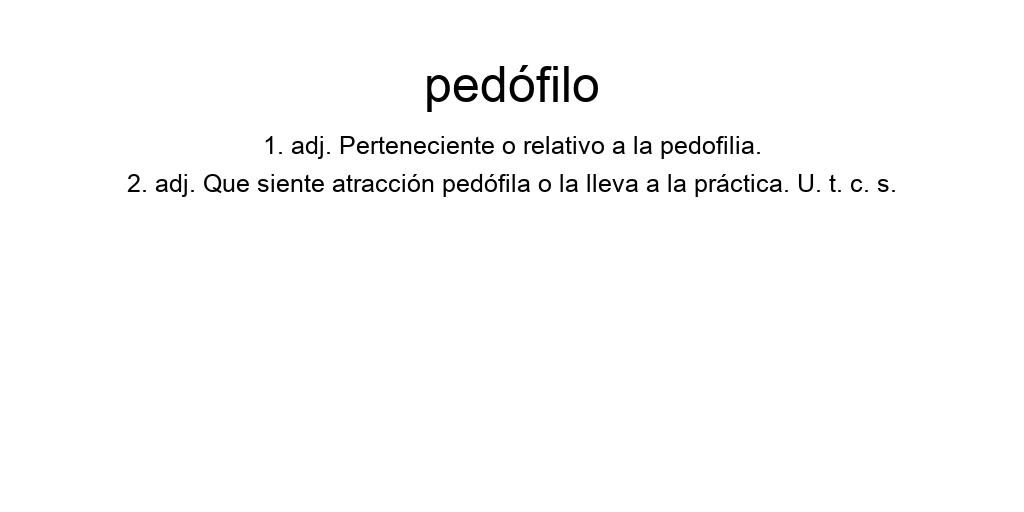 pedófilo
1. adj. Perteneciente o relativo a la pedofilia.
2. adj. Que siente atracción pedófila o la lleva a la práctica. U. t. c. s.